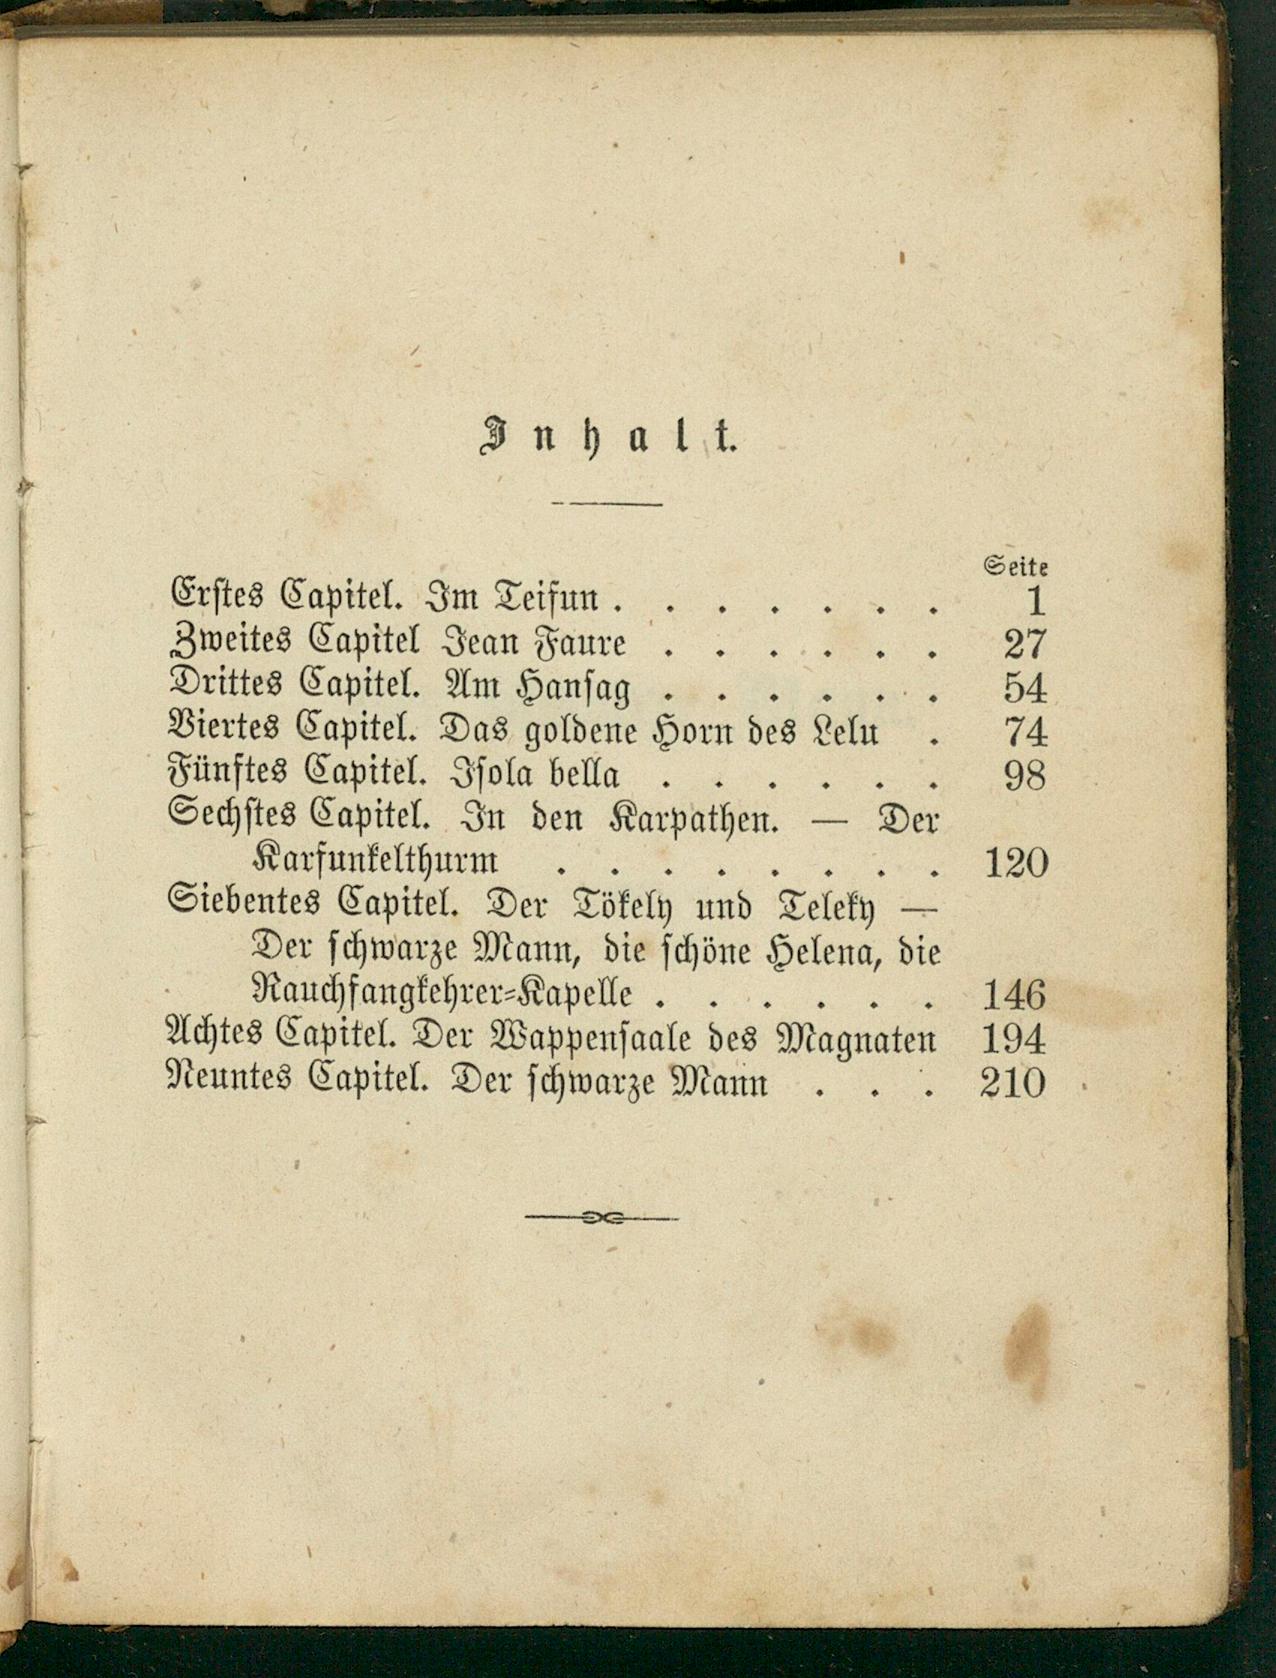 Inhalt.
Seite
Erstes Capitel. Im Teifun . . . . . . . 1
Zweites Capitel Jean Faure . . . . . . 27
Drittes Capitel. Am Hansag . . . . . . 54
Viertes Capitel. Das goldene Horn des Lelu . 74
Fünftes Capitel. Isola bella . . . . . . 98
Sechstes Capitel. In den Karpathen. — Der
Karfunkelthurm . . . . . . . . 120
Siebentes Capitel. Der Tökely und Teleky —
Der schwarze Mann, die schöne Helena, die
Rauchfangkehrer-Kapelle . . . . . . 146
Achtes Capitel. Der Wappensaale des Magnaten 194
Neuntes Capitel. Der schwarze Mann . . . 210